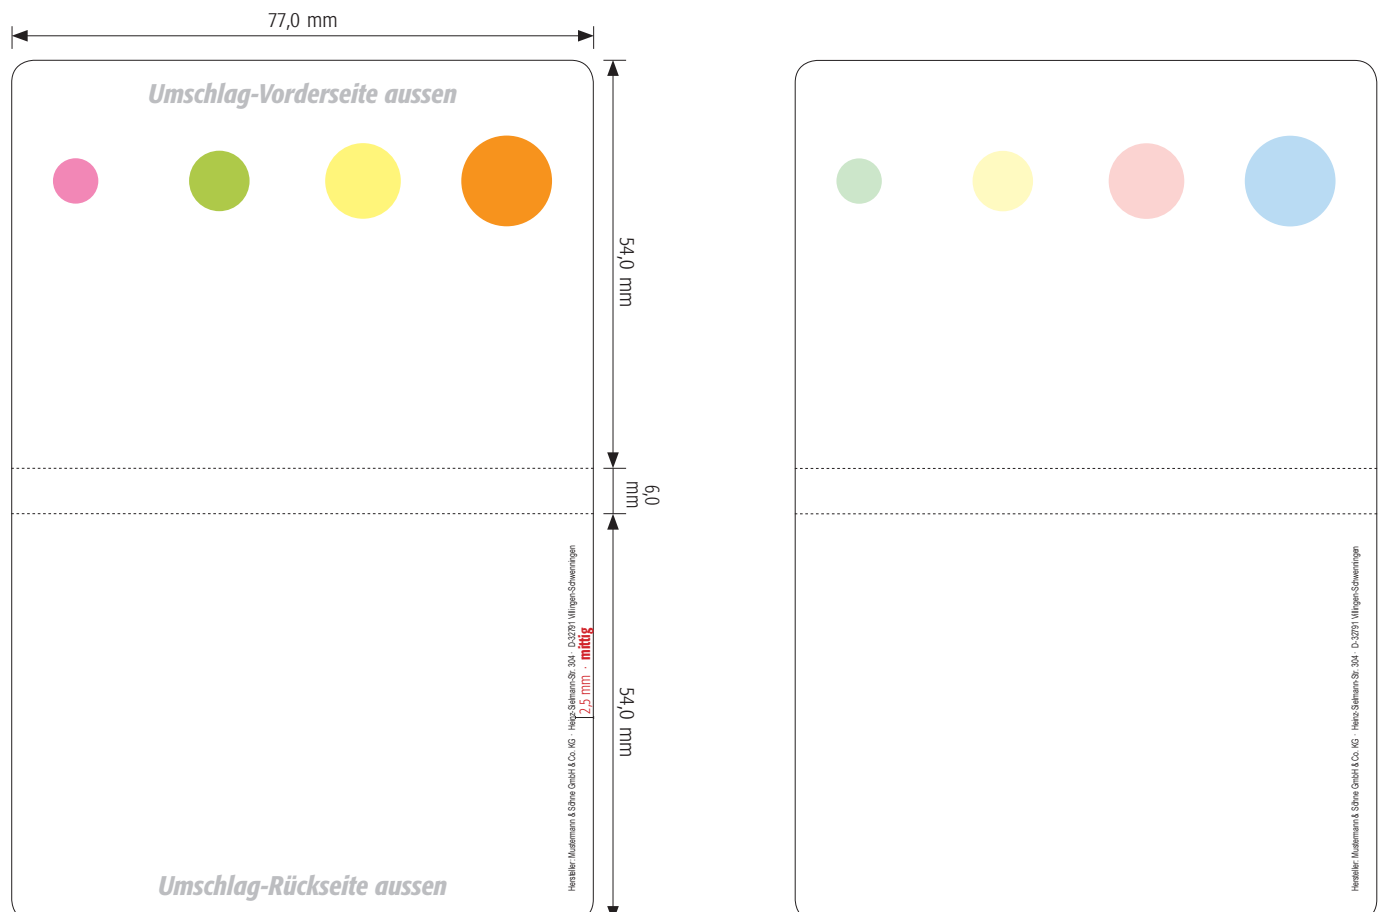 77,0 mm
Umschlag-Vorderseite aussen
54,0 mm
6,0
mm
Hersteller: Mustermann & Söhne GmbH & Co. KG · Heinz-Sielmann-Str. 304 · D-32791 Villingen-Schwenningen
2,5 mm · mittig
54,0 mm
Umschlag-Rückseite aussen
Hersteller: Mustermann & Söhne GmbH & Co. KG · Heinz-Sielmann-Str. 304 · D-32791 Villingen-Schwenningen